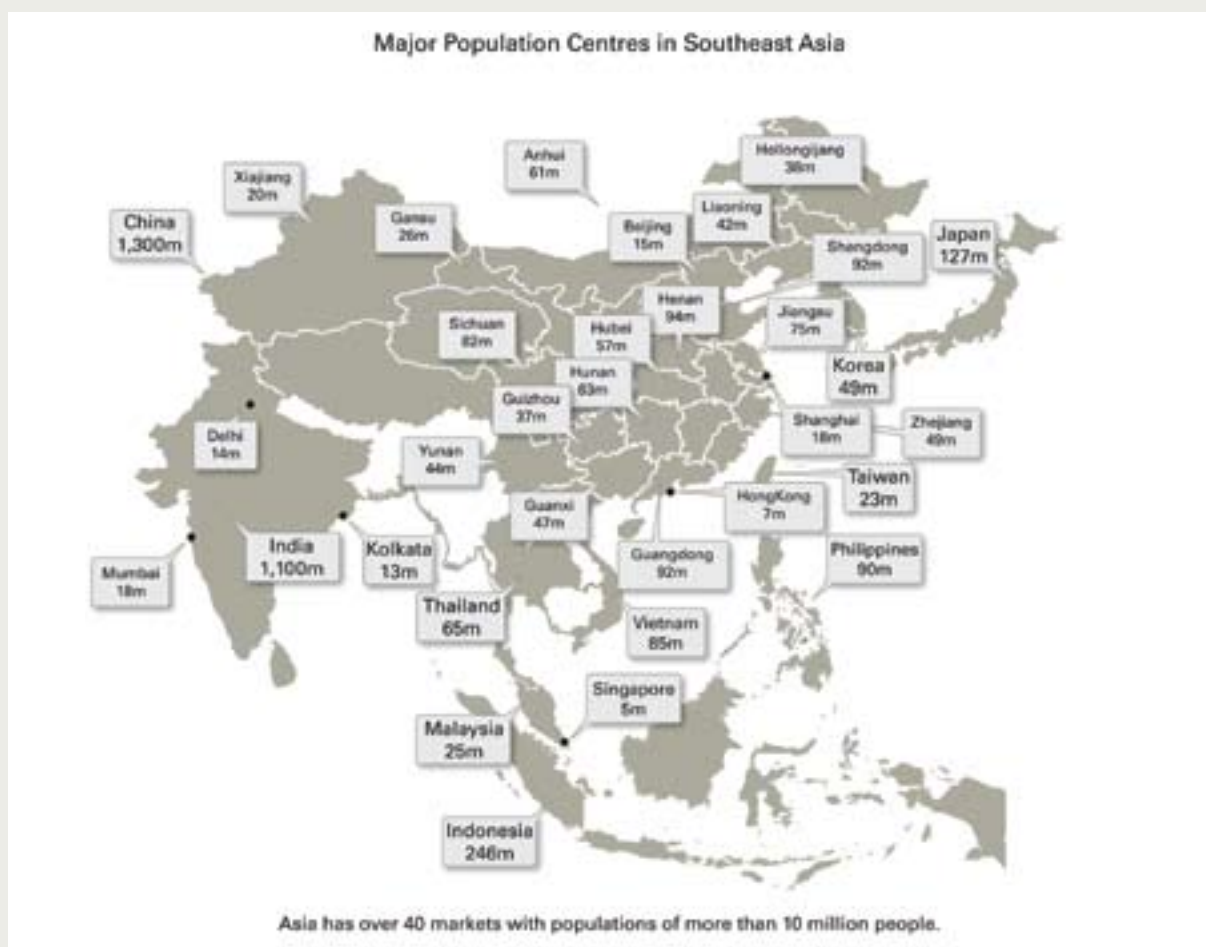 Major Population Centres in Southeast Asia
Anhui
61m
Heilongijang
38m
Xiajiang
20m
China
1,300m
Gansu
26m
Beijing
15m
Liaoning
42m
Shangdong
92m
Japan
127m
Henan
94m
Sichuan
82m
Hubei
57m
Jiangsu
75m
Korea
49m
Hunan
63m
Guizhou
37m
Shanghai
18m
Zhejiang
49m
Delhi
14m
Yunan
44m
Taiwan
23m
Guanxi
47m
HongKong
7m
India
1,100m
Kolkata
13m
Guangdong
92m
Philippines
90m
Mumbai
18m
Thailand
65m
Vietnam
85m
Singapore
5m
Malaysia
25m
Indonesia
246m
Asia has over 40 markets with populations of more than 10 million people.